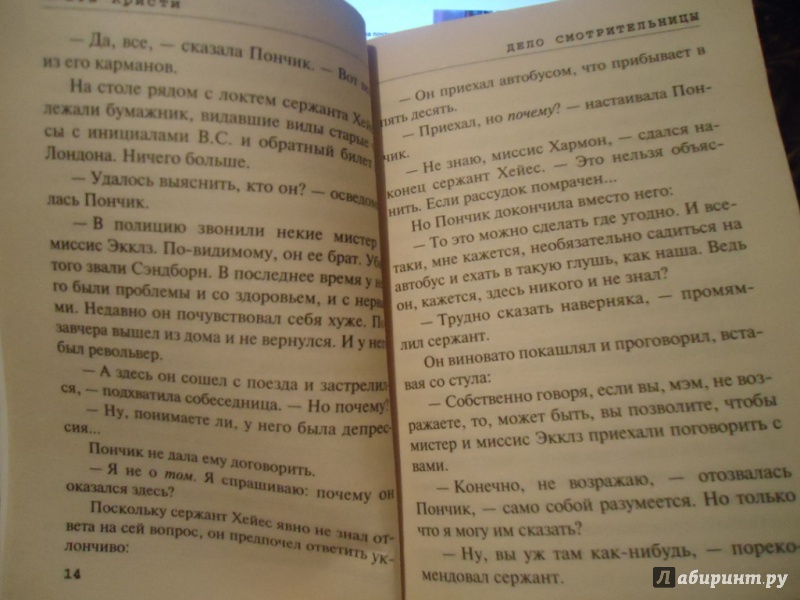 Кристи
— Да, все, — сказала Пончик. — Вот
из его карманов.
На столе рядом с локтем сержанта Хейс
лежали бумажник, видавшие виды старые
сы с инициалами В.С. и обратный билет
Лондона. Ничего больше.
— Удалось выяснить, кто он? — осведом
лась Пончик.
— В полицию звонили некие мистер
миссис Экклз. По-видимому, он ее брат. Уб
того звали Сэндборн. В последнее время у н
го были проблемы и со здоровьем, и с нерв
ми. Недавно он почувствовал себя хуже. По
завчера вышел из дома и не вернулся. И у не
был револьвер.
— А здесь он сошел с поезда и застрелил
ся, — подхватила собеседница. — Но почему?
— Ну, понимаете ли, у него была депрес
сия...
Пончик не дала ему договорить.
— Я не о том. Я спрашиваю: почему он
оказался здесь?
Поскольку сержант Хейес явно не знал от-
вета на сей вопрос, он предпочел ответить ук-
лончиво:
14
ДЕЛО СМОТРИТЕЛЬНИЦЫ
— Он приехал автобусом, что прибывает в
пять десять.
— Приехал, но почему? — настаивала Пон-
чик.
— Не знаю, миссис Хармон, — сдался на-
конец сержант Хейес. — Это нельзя объяс-
нить. Если рассудок помрачен...
Но Пончик докончила вместо него:
— То это можно сделать где угодно. И все-
таки, мне кажется, необязательно садиться на
автобус и ехать в такую глушь, как наша. Ведь
он, кажется, здесь никого и не знал?
— Трудно сказать наверняка, — промям-
лил сержант.
Он виновато покашлял и проговорил, вста-
вая со стула:
— Собственно говоря, если вы, мэм, не воз-
ражаете, то, может быть, вы позволите, чтобы
мистер и миссис Экклз приехали поговорить с
вами.
— Конечно, не возражаю, — отозвалась
Пончик, — само собой разумеется. Но только
что я могу им сказать?
— Ну, вы уж там как-нибудь, — пореко-
мендовал сержант.
Лабиринт.ру